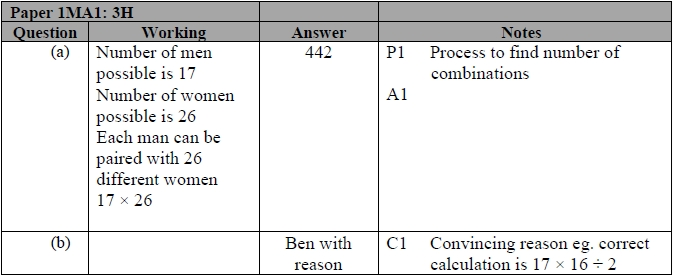 Paper 1MA1: 3H
Question Working Answer Notes
(a) Number of men 442 P1 Process to find number of
possible is 17 combinations
Number of women A1
possible is 26
Each man can be
paired with 26
different women
17 × 26
(b) Ben with C1 Convincing reason eg. correct
reason calculation is 17 × 16 ÷ 2